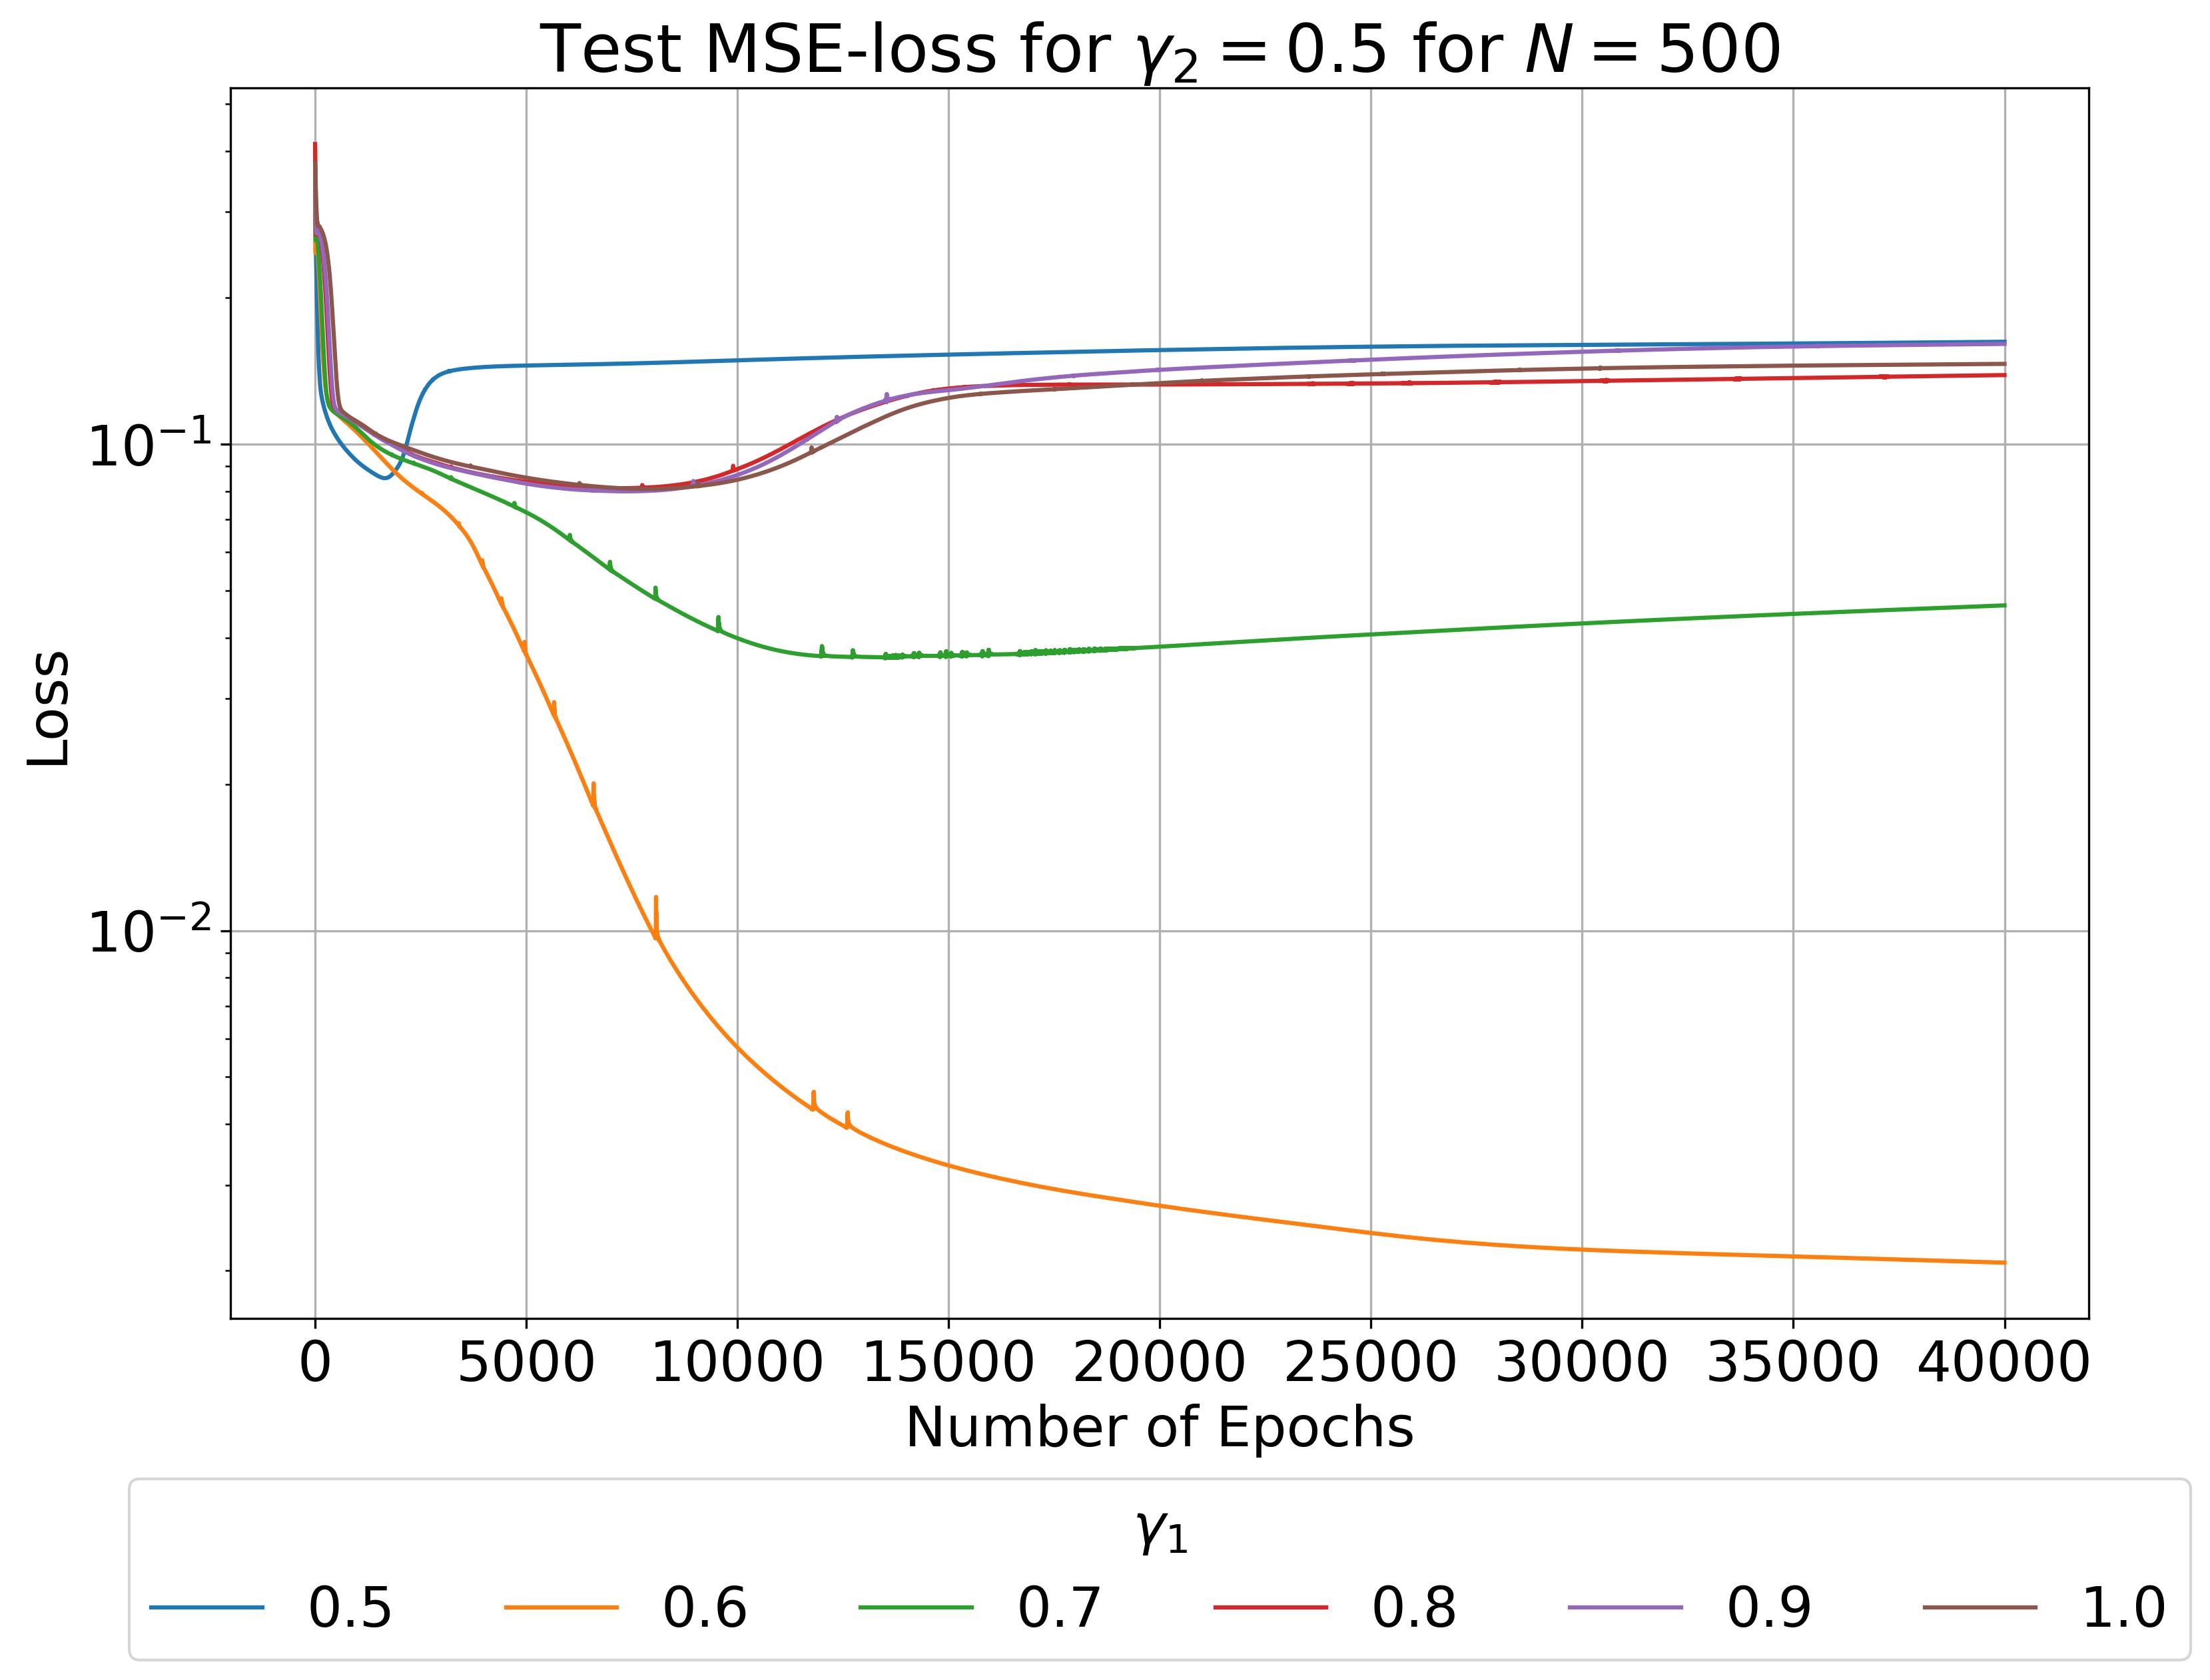 Test MSE-loss for γ₂ = 0.5 for N = 500
Loss
10⁻¹
10⁻²
0 5000 10000 15000 20000 25000 30000 35000 40000
Number of Epochs
γ₁
0.5 0.6 0.7 0.8 0.9 1.0